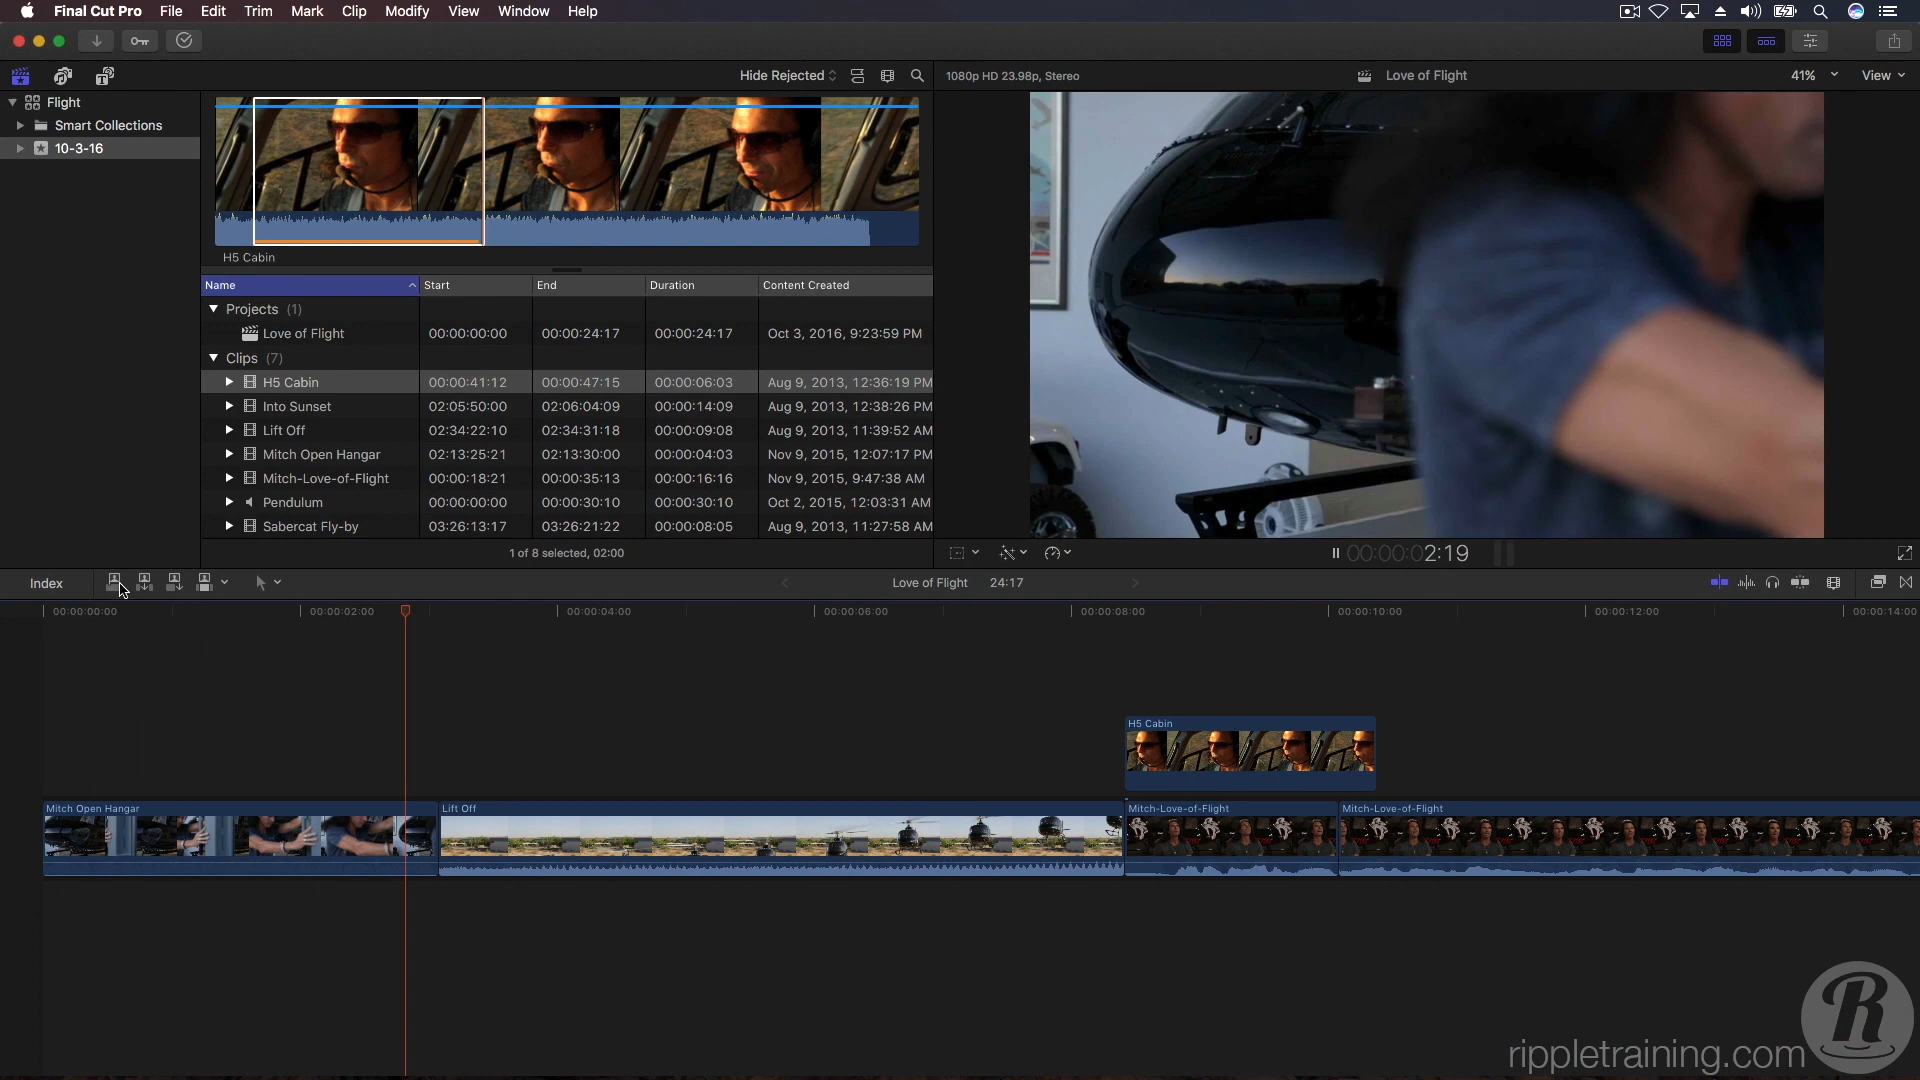 Final Cut Pro File Edit Trim Mark Clip Modify View Window Help
Hide Rejected
1080p HD 23.98p, Stereo
Love of Flight
41%
View
Flight
Smart Collections
10-3-16
H5 Cabin
Name Start End Duration Content Created
Projects (1)
Love of Flight 00:00:00:00 00:00:24:17 00:00:24:17 Oct 3, 2016, 9:23:59 PM
Clips (7)
H5 Cabin 00:00:41:12 00:00:47:15 00:00:06:03 Aug 9, 2013, 12:36:19 PM
Into Sunset 02:05:50:00 02:06:04:09 00:00:14:09 Aug 9, 2013, 12:38:26 PM
Lift Off 02:34:22:10 02:34:31:18 00:00:09:08 Aug 9, 2013, 11:39:52 AM
Mitch Open Hangar 02:13:25:21 02:13:30:00 00:00:04:03 Nov 9, 2015, 12:07:17 PM
Mitch-Love-of-Flight 00:00:18:21 00:00:35:13 00:00:16:16 Nov 9, 2015, 9:47:38 AM
Pendulum 00:00:00:00 00:00:30:10 00:00:30:10 Oct 2, 2015, 12:03:31 AM
Sabercat Fly-by 03:26:13:17 03:26:21:22 00:00:08:05 Aug 9, 2013, 11:27:58 AM
1 of 8 selected, 02:00
00:00:02:19
Index
Love of Flight 24:17
00:00:00:00 00:00:02:00 00:00:04:00 00:00:06:00 00:00:08:00 00:00:10:00 00:00:12:00 00:00:14:00
H5 Cabin
Mitch Open Hangar Lift Off Mitch-Love-of-Flight Mitch-Love-of-Flight
R
rippletraining.com